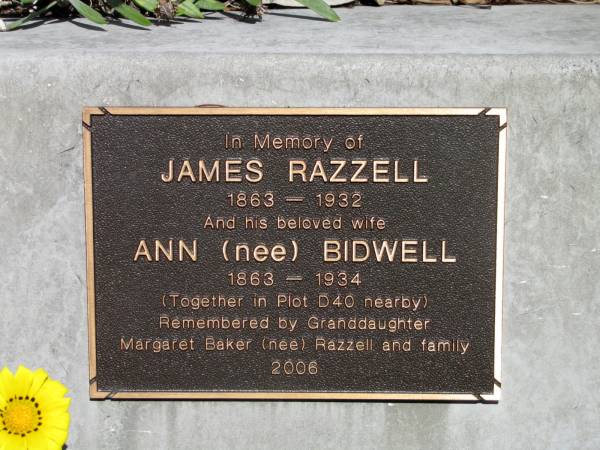 In Memory of
JAMES RAZZELL
1863 — 1932
And his beloved wife
ANN (nee) BIDWELL
1863 — 1934
(Together in Plot D40 nearby)
Remembered by Granddaughter
Margaret Baker (nee) Razzell and family
2006